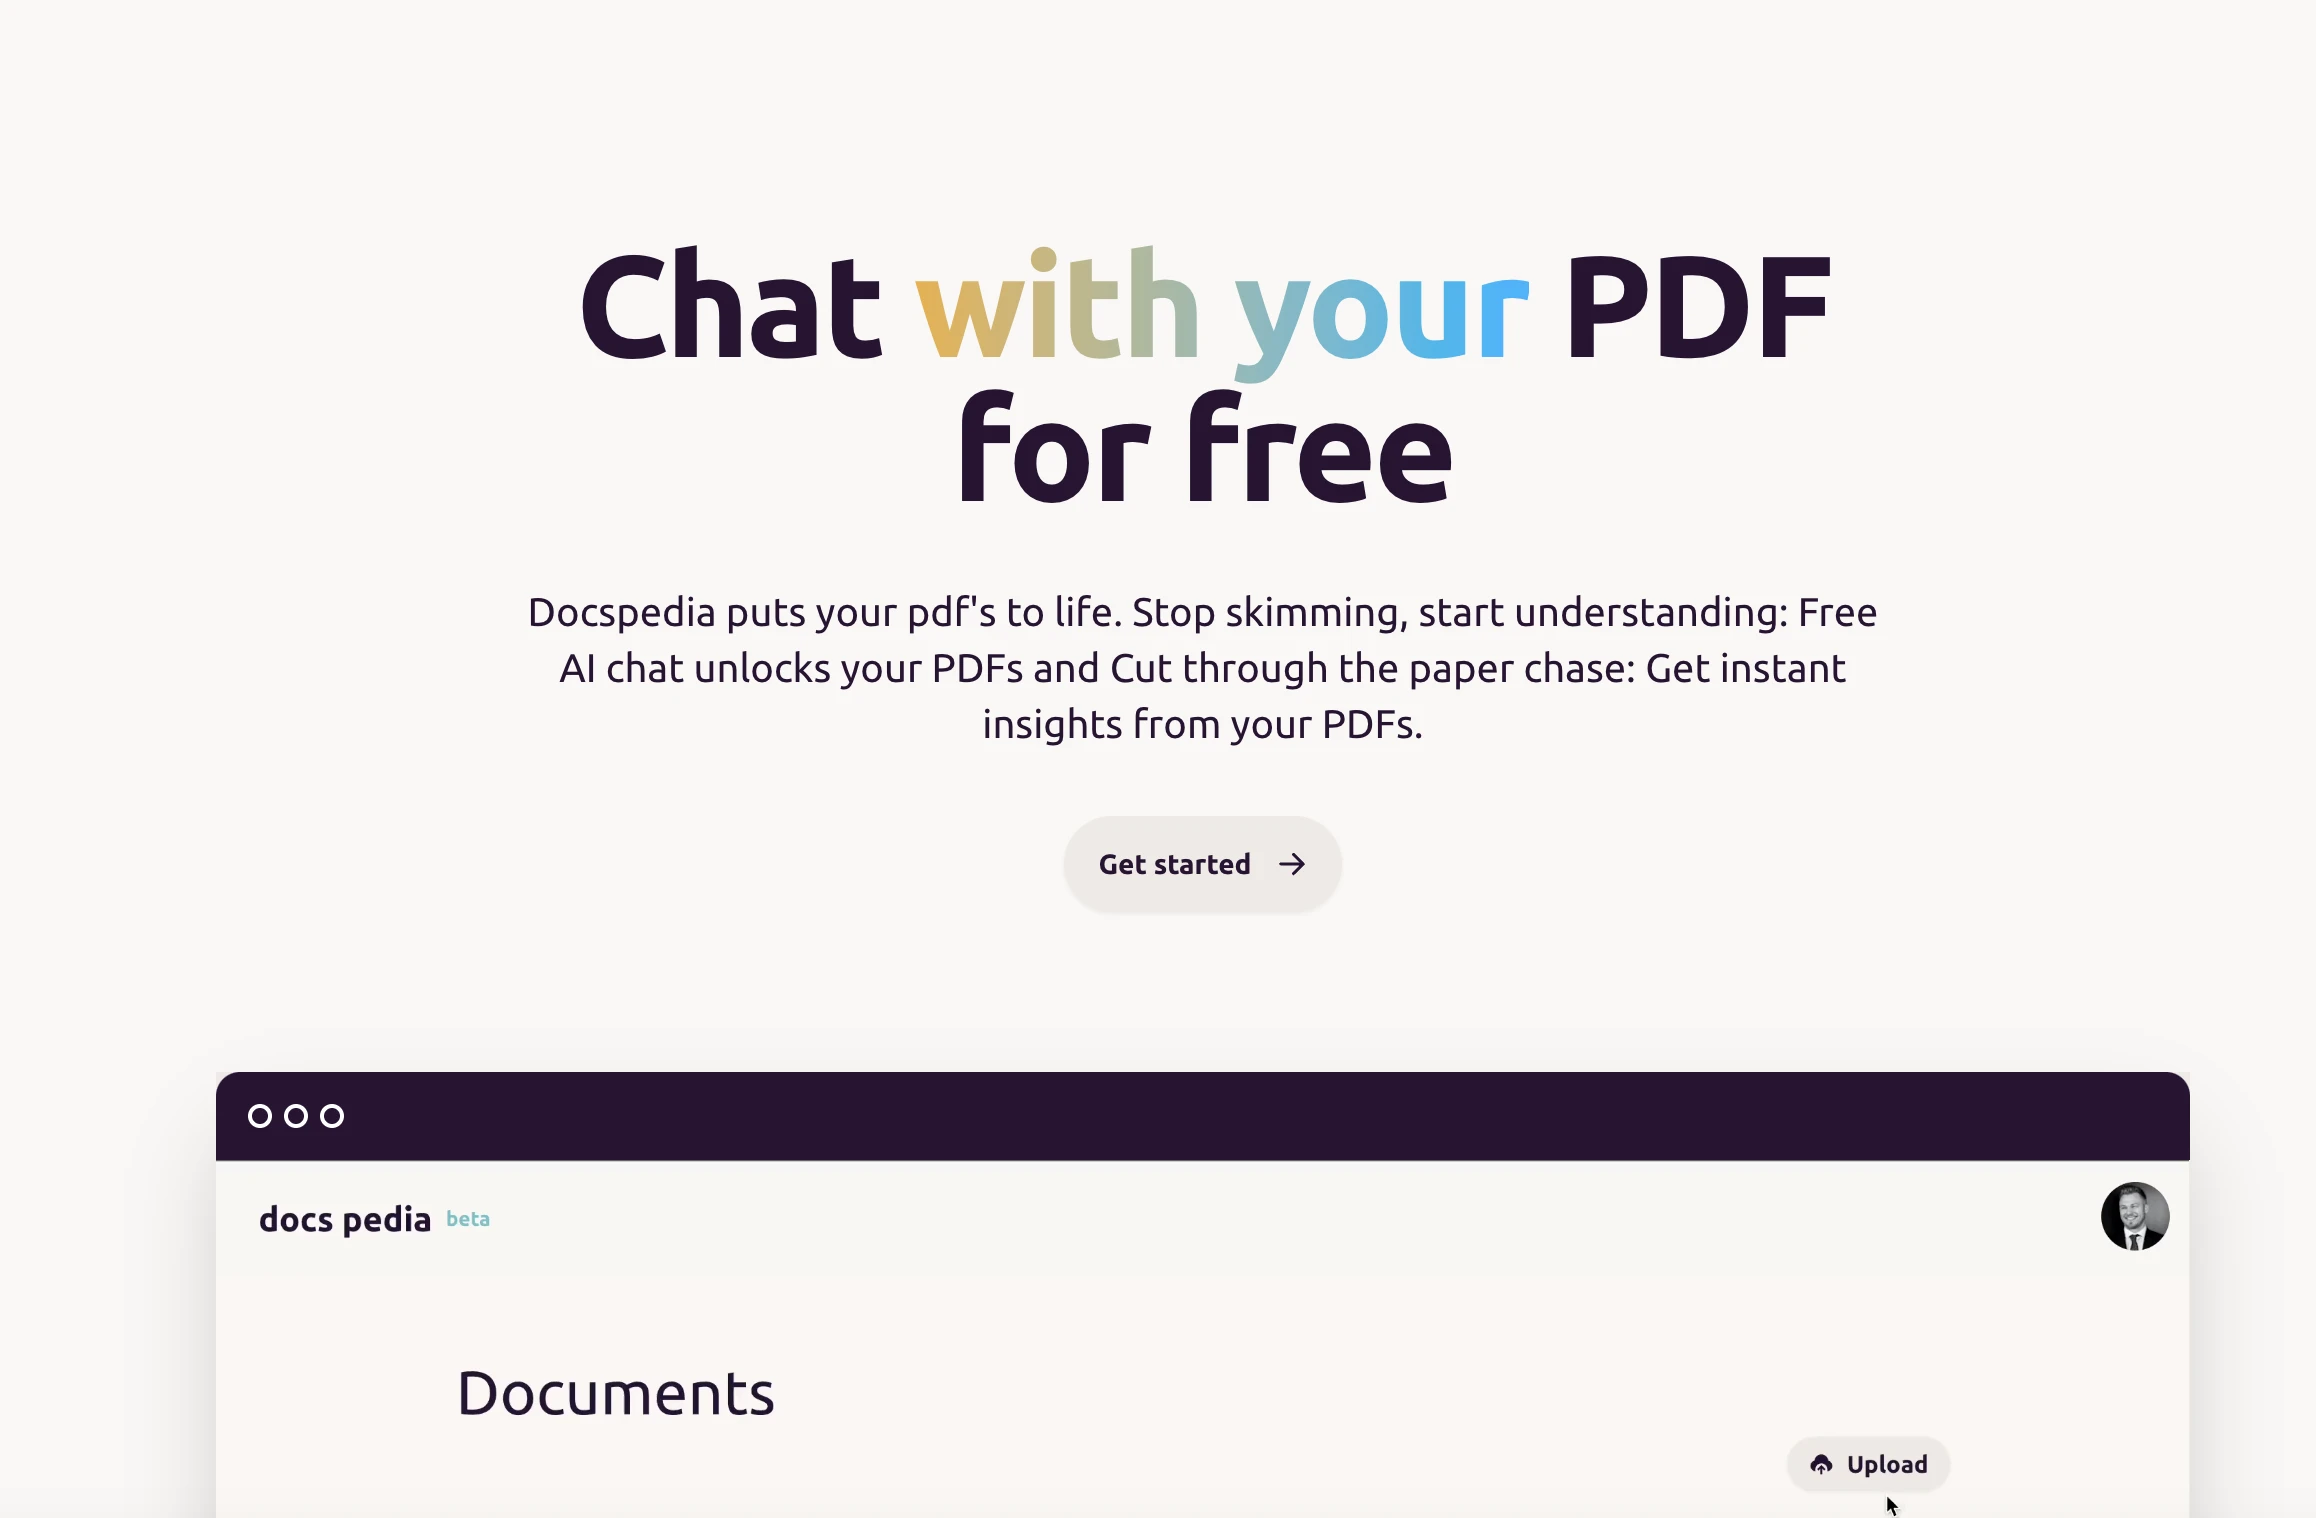 Chat with your PDF
for free
Docspedia puts your pdf's to life. Stop skimming, start understanding: Free
AI chat unlocks your PDFs and Cut through the paper chase: Get instant
insights from your PDFs.
Get started
docs pedia beta
Documents
Upload